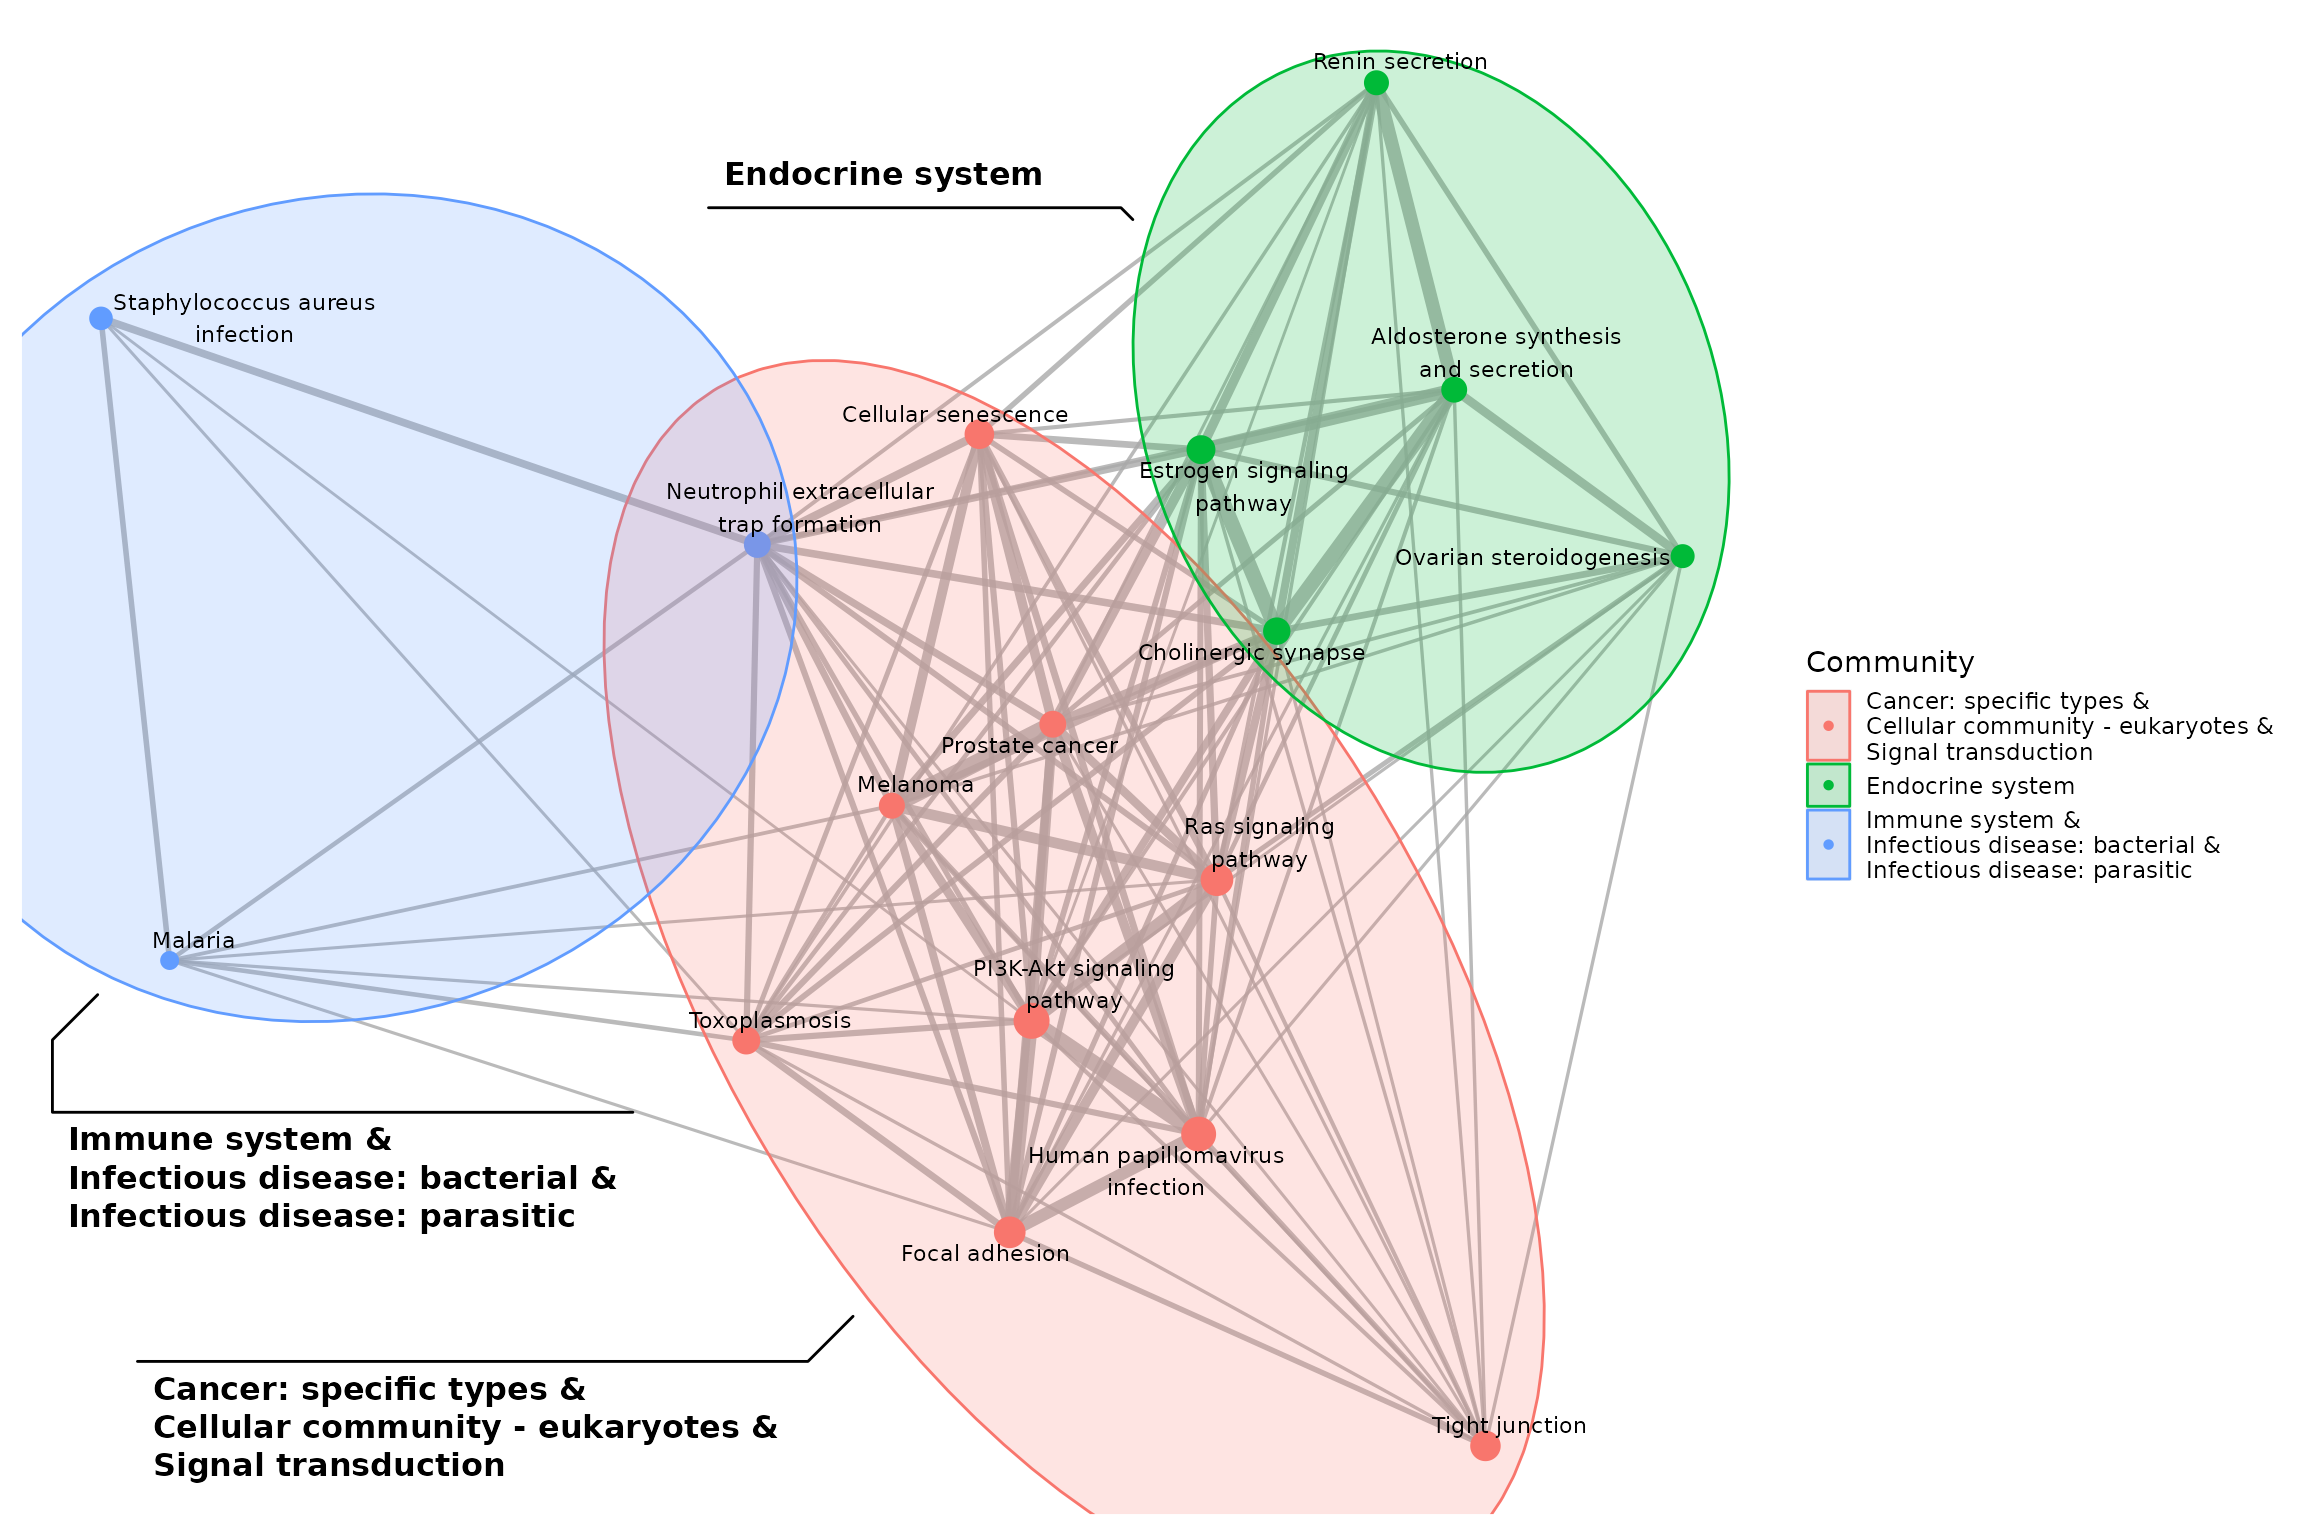 Renin secretion
Endocrine system
Staphylococcus aureus
infection
Aldosterone synthesis
and secretion
Cellular senescence
Estrogen signaling
pathway
Neutrophil extracellular
trap formation
Ovarian steroidogenesis
Cholinergic synapse
Prostate cancer
Melanoma
Ras signaling
pathway
Malaria
PI3K-Akt signaling
pathway
Toxoplasmosis
Human papillomavirus
infection
Focal adhesion
Tight junction
Immune system &
Infectious disease: bacterial &
Infectious disease: parasitic
Cancer: specific types &
Cellular community - eukaryotes &
Signal transduction
Community
Cancer: specific types &
Cellular community - eukaryotes &
Signal transduction
Endocrine system
Immune system &
Infectious disease: bacterial &
Infectious disease: parasitic